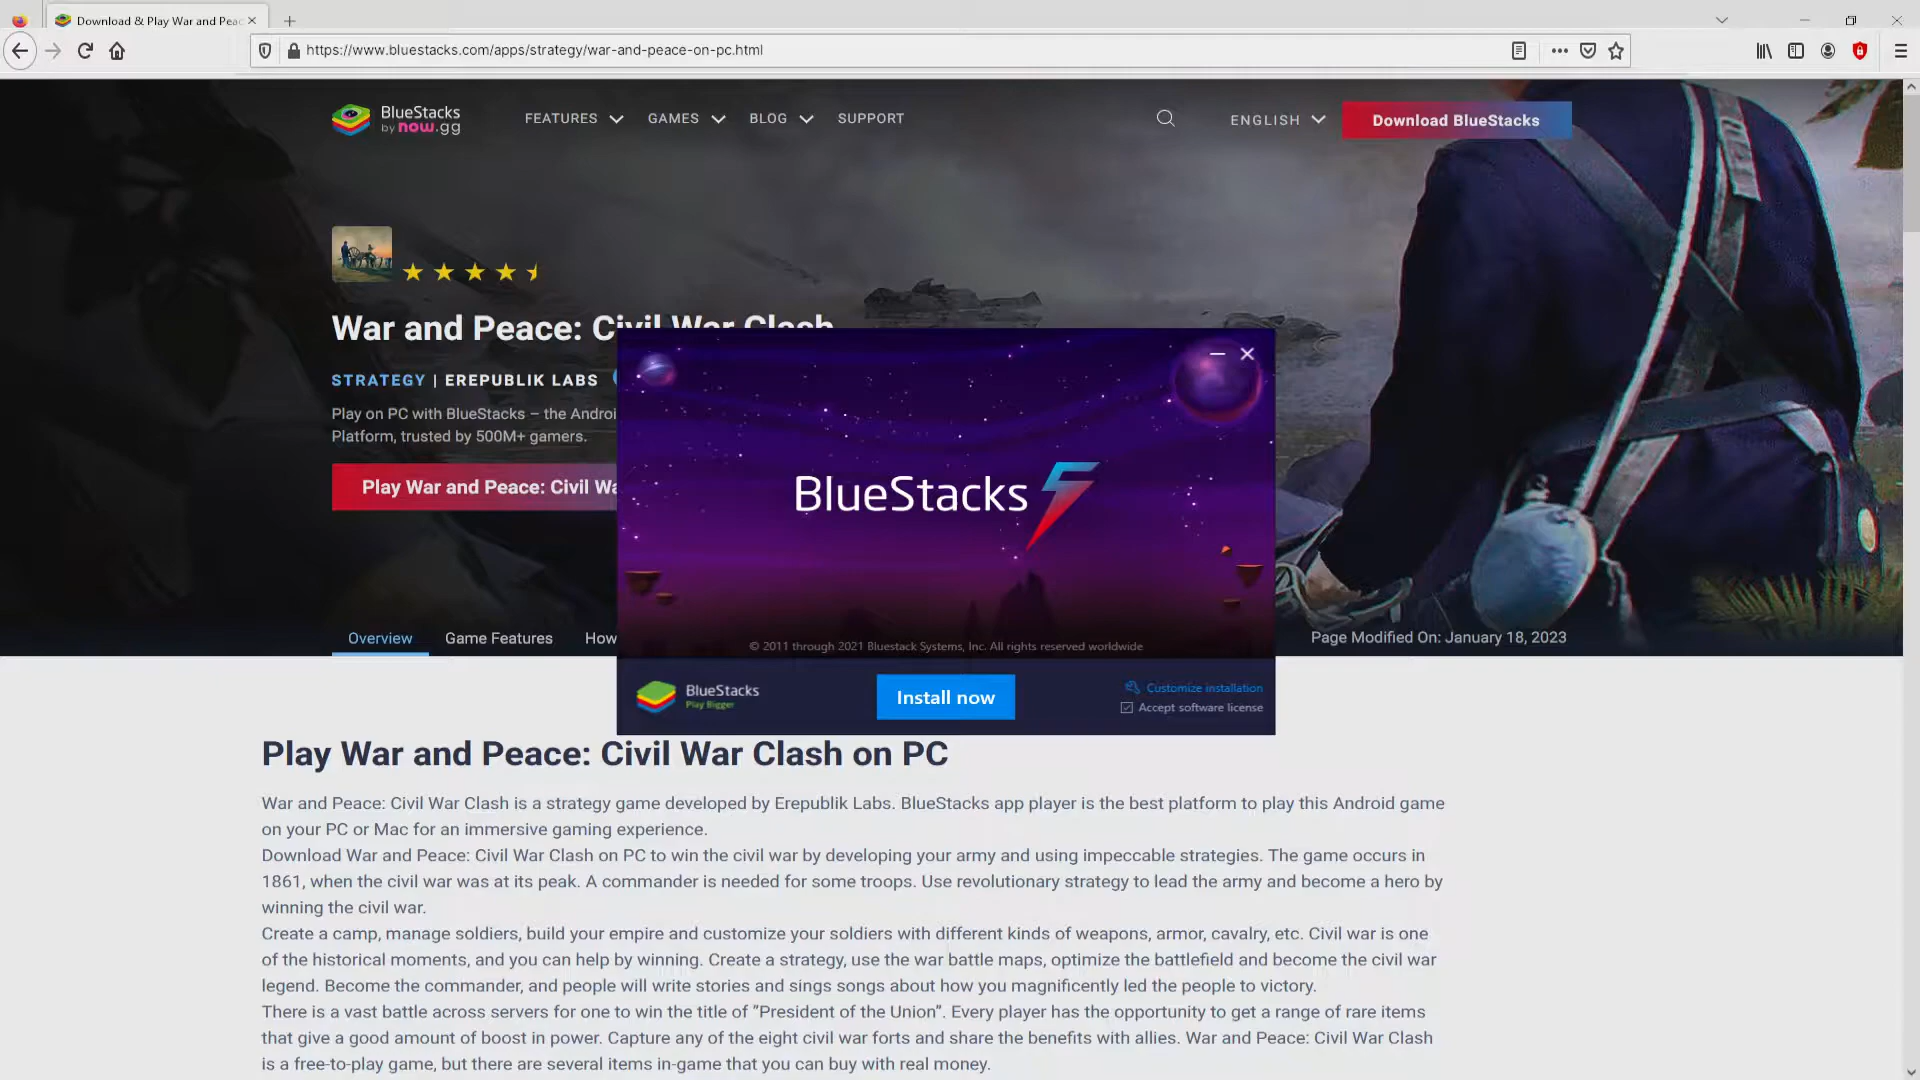 Download & Play War and Peac
https://www.bluestacks.com/apps/strategy/war-and-peace-on-pc.html
BlueStacks
by now.gg
FEATURES
GAMES
BLOG
SUPPORT
ENGLISH
Download BlueStacks
War and Peace: Civil War Clash
STRATEGY | EREPUBLIK LABS
Play on PC with BlueStacks – the Androi
Platform, trusted by 500M+ gamers.
Play War and Peace: Civil Wa
BlueStacks 5
© 2011 through 2021 Bluestack Systems, Inc. All rights reserved worldwide
Overview
Game Features
How
Page Modified On: January 18, 2023
BlueStacks
Play Bigger
Install now
Customize installation
Accept software license
Play War and Peace: Civil War Clash on PC
War and Peace: Civil War Clash is a strategy game developed by Erepublik Labs. BlueStacks app player is the best platform to play this Android game
on your PC or Mac for an immersive gaming experience.
Download War and Peace: Civil War Clash on PC to win the civil war by developing your army and using impeccable strategies. The game occurs in
1861, when the civil war was at its peak. A commander is needed for some troops. Use revolutionary strategy to lead the army and become a hero by
winning the civil war.
Create a camp, manage soldiers, build your empire and customize your soldiers with different kinds of weapons, armor, cavalry, etc. Civil war is one
of the historical moments, and you can help by winning. Create a strategy, use the war battle maps, optimize the battlefield and become the civil war
legend. Become the commander, and people will write stories and sings songs about how you magnificently led the people to victory.
There is a vast battle across servers for one to win the title of “President of the Union”. Every player has the opportunity to get a range of rare items
that give a good amount of boost in power. Capture any of the eight civil war forts and share the benefits with allies. War and Peace: Civil War Clash
is a free-to-play game, but there are several items in-game that you can buy with real money.